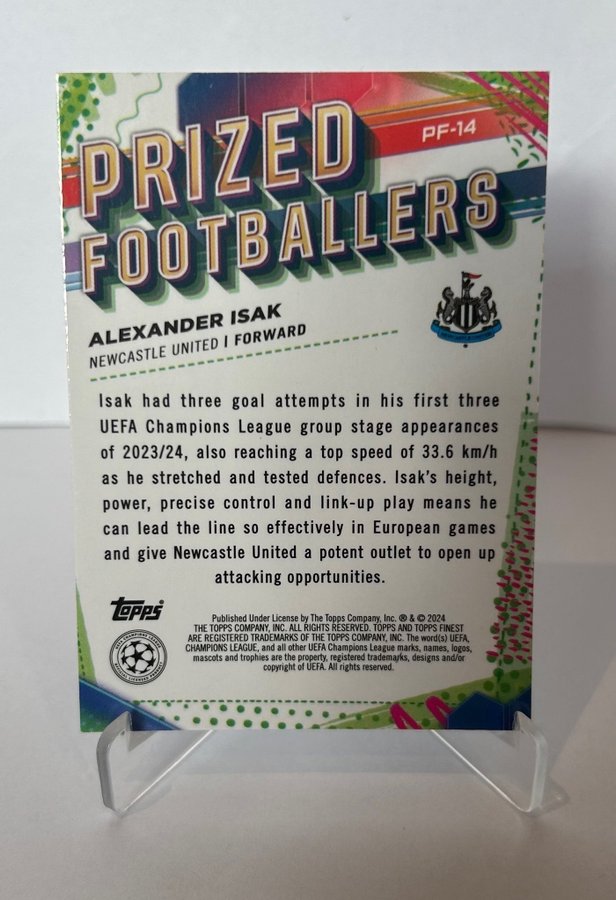 PF-14
PRIZED
FOOTBALLERS
ALEXANDER ISAK
NEWCASTLE UNITED | FORWARD
Isak had three goal attempts in his first three
UEFA Champions League group stage appearances
of 2023/24, also reaching a top speed of 33.6 km/h
as he stretched and tested defences. Isak's height,
power, precise control and link-up play means he
can lead the line so effectively in European games
and give Newcastle United a potent outlet to open up
attacking opportunities.
Topps®
Published Under License by The Topps Company, Inc. ® & © 2024
THE TOPPS COMPANY, INC. ALL RIGHTS RESERVED. TOPPS AND TOPPS FINEST
ARE REGISTERED TRADEMARKS OF THE TOPPS COMPANY, INC. The word(s) UEFA,
CHAMPIONS LEAGUE, and all other UEFA Champions League marks, names, logos,
mascots and trophies are the property, registered trademarks, designs and/or
copyright of UEFA. All rights reserved.